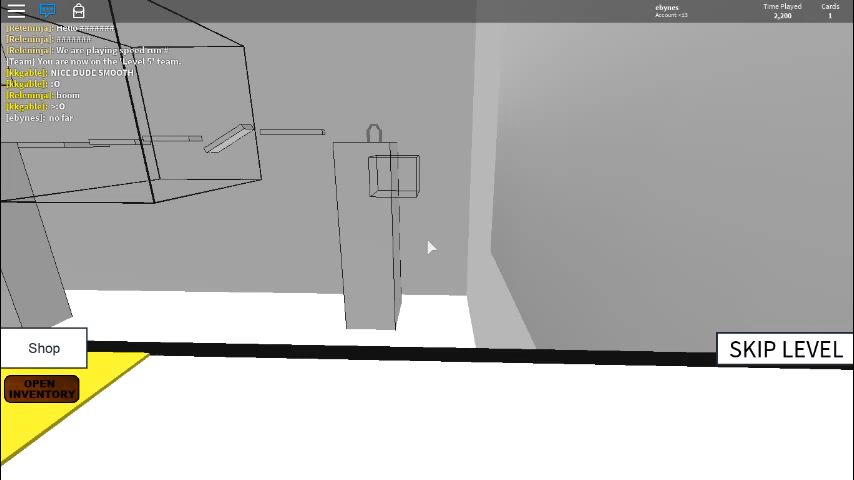 ebynes
Account <13
Time Played
2,200
Cards
1
[Releninja]: Hello #######
[Releninja]: #######
[Releninja]: We are playing speed run #
[Team] You are now on the 'Level 5' team.
[kkgable]: NICE DUDE SMOOTH
[kkgable]: :O
[Releninja]: boom
[kkgable]: >:O
[ebynes]: no far
Shop
SKIP LEVEL
OPEN
INVENTORY